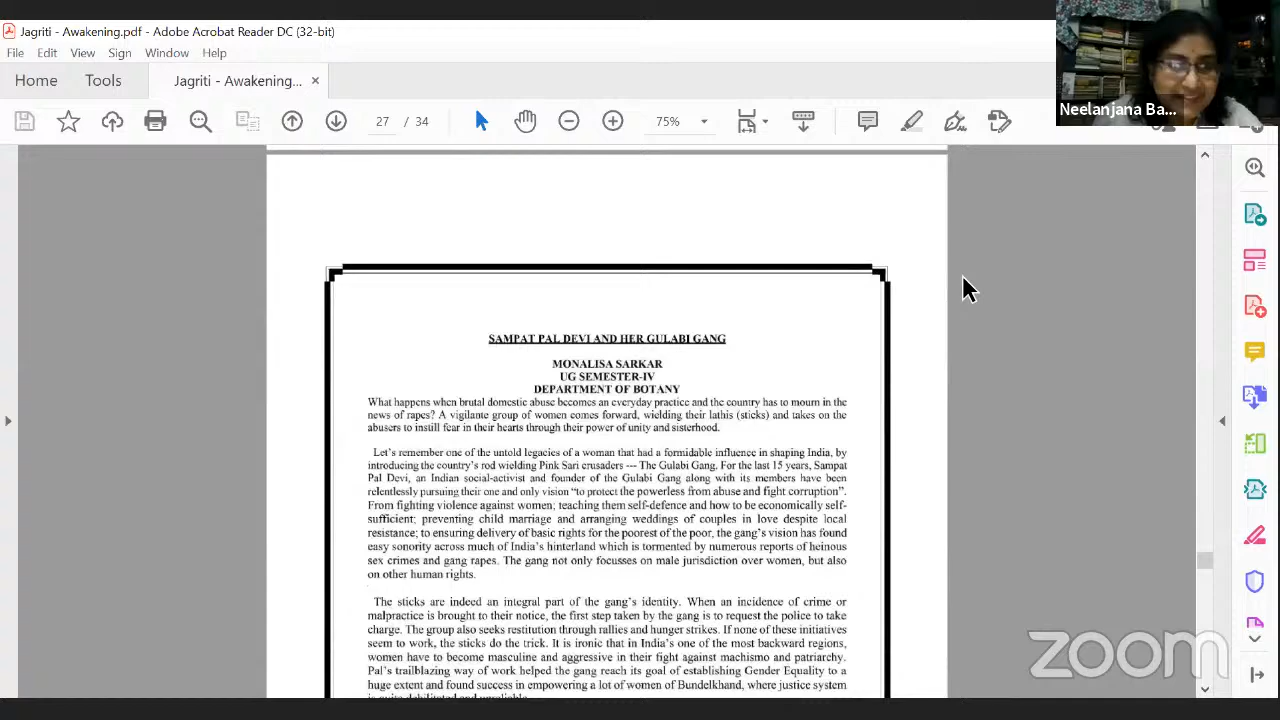 Jagriti - Awakening.pdf - Adobe Acrobat Reader DC (32-bit)
File Edit View Sign Window Help
Home Tools Jagriti - Awakening... ×
27 / 34 75%
Neelanjana Ba...
SAMPAT PAL DEVI AND HER GULABI GANG
MONALISA SARKAR
UG SEMESTER-IV
DEPARTMENT OF BOTANY
What happens when brutal domestic abuse becomes an everyday practice and the country has to mourn in the
news of rapes? A vigilante group of women comes forward, wielding their lathis (sticks) and takes on the
abusers to instill fear in their hearts through their power of unity and sisterhood.
Let's remember one of the untold legacies of a woman that had a formidable influence in shaping India, by
introducing the country's rod wielding Pink Sari crusaders --- The Gulabi Gang. For the last 15 years, Sampat
Pal Devi, an Indian social-activist and founder of the Gulabi Gang along with its members have been
relentlessly pursuing their one and only vision “to protect the powerless from abuse and fight corruption”.
From fighting violence against women; teaching them self-defence and how to be economically self-
sufficient; preventing child marriage and arranging weddings of couples in love despite local
resistance; to ensuring delivery of basic rights for the poorest of the poor, the gang's vision has found
easy sonority across much of India's hinterland which is tormented by numerous reports of heinous
sex crimes and gang rapes. The gang not only focusses on male jurisdiction over women, but also
on other human rights.
The sticks are indeed an integral part of the gang's identity. When an incidence of crime or
malpractice is brought to their notice, the first step taken by the gang is to request the police to take
charge. The group also seeks restitution through rallies and hunger strikes. If none of these initiatives
seem to work, the sticks do the trick. It is ironic that in India's one of the most backward regions,
women have to become masculine and aggressive in their fight against machismo and patriarchy.
Pal's trailblazing way of work helped the gang reach its goal of establishing Gender Equality to a
huge extent and found success in empowering a lot of women of Bundelkhand, where justice system
zoom